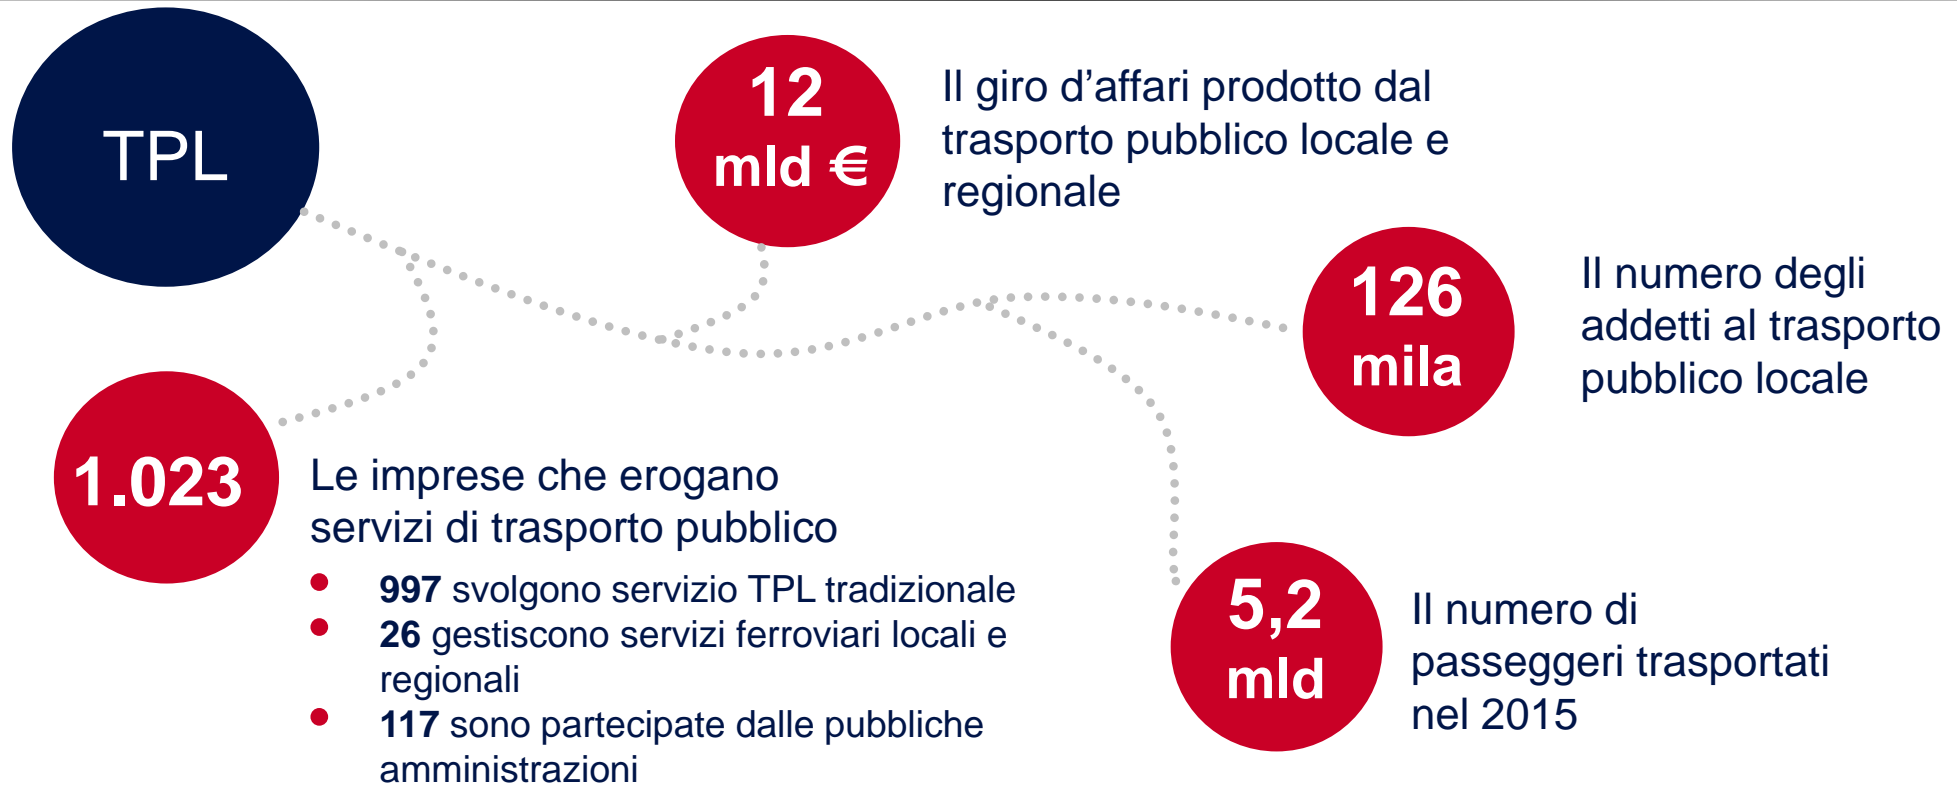 TPL
12
mld €
Il giro d’affari prodotto dal
trasporto pubblico locale e
regionale
126
mila
Il numero degli
addetti al trasporto
pubblico locale
1.023
Le imprese che erogano
servizi di trasporto pubblico
• 997 svolgono servizio TPL tradizionale
• 26 gestiscono servizi ferroviari locali e
regionali
• 117 sono partecipate dalle pubbliche
amministrazioni
5,2
mld
Il numero di
passeggeri trasportati
nel 2015